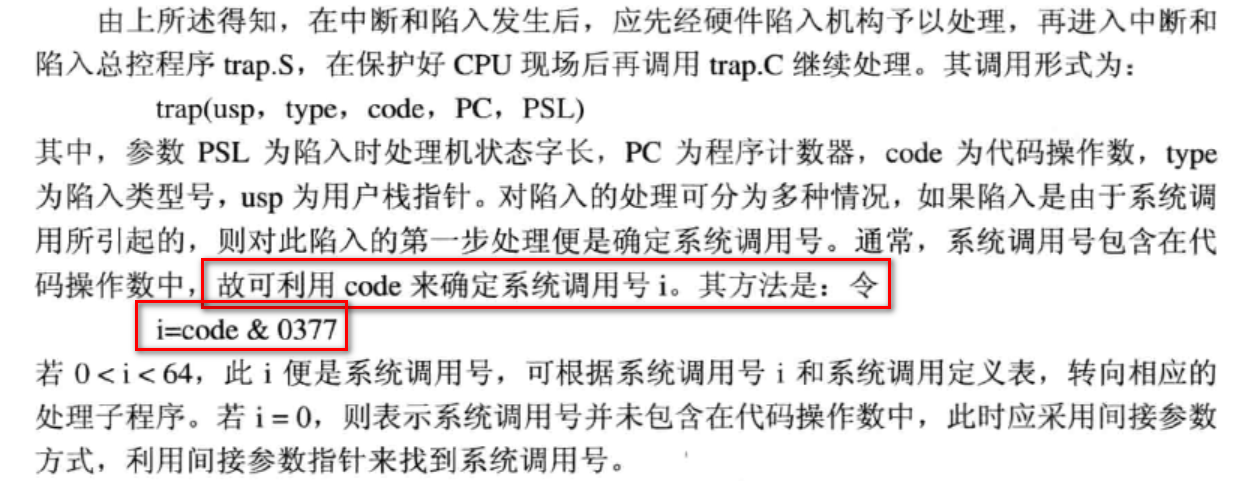 由上所述得知，在中断和陷入发生后，应先经硬件陷入机构予以处理，再进入中断和
陷入总控程序 trap.S，在保护好 CPU 现场后再调用 trap.C 继续处理。其调用形式为：
trap(usp，type，code，PC，PSL)
其中，参数 PSL 为陷入时处理机状态字长，PC 为程序计数器，code 为代码操作数，type
为陷入类型号，usp 为用户栈指针。对陷入的处理可分为多种情况，如果陷入是由于系统调
用所引起的，则对此陷入的第一步处理便是确定系统调用号。通常，系统调用号包含在代
码操作数中，故可利用 code 来确定系统调用号 i。其方法是：令
i=code & 0377
若 0<i<64，此 i 便是系统调用号，可根据系统调用号 i 和系统调用定义表，转向相应的
处理子程序。若 i = 0，则表示系统调用号并未包含在代码操作数中，此时应采用间接参数
方式，利用间接参数指针来找到系统调用号。